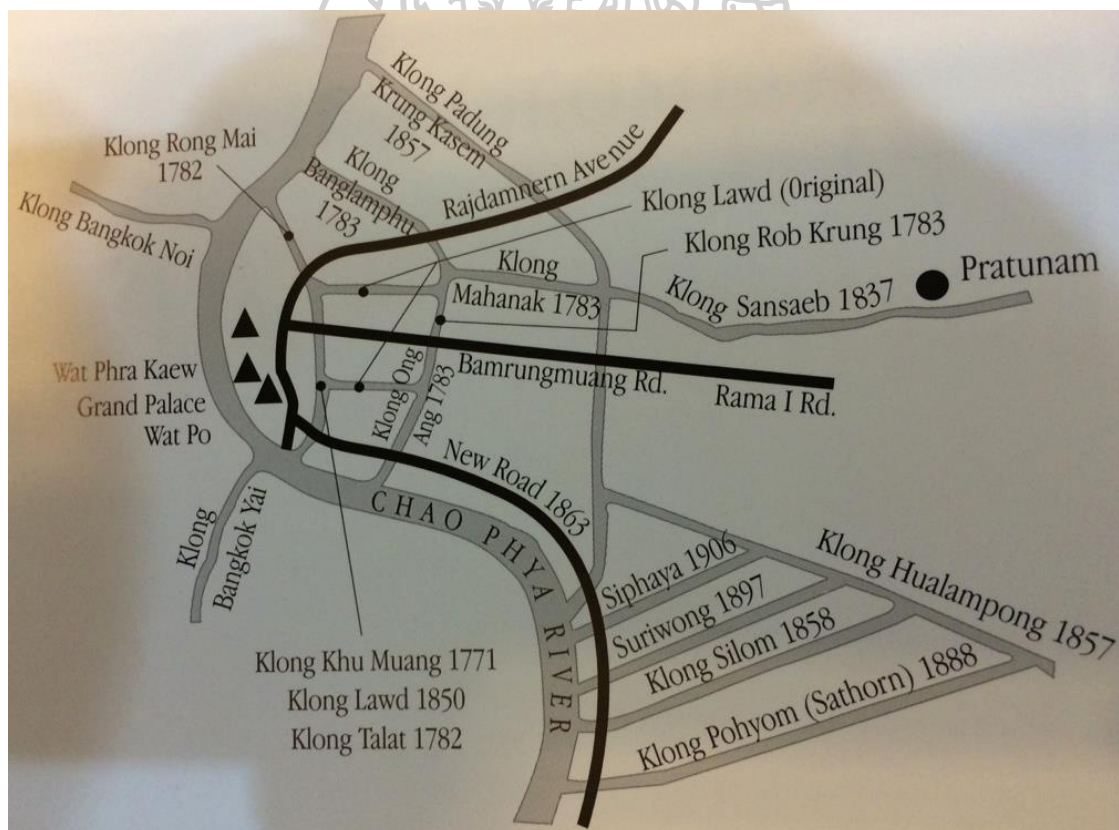 Klong Padung
Krung Kasem
1857
Klong Rong Mai
1782
Klong
Banglamphu
1783
Rajdamnern Avenue
Klong Lawd (Original)
Klong Rob Krung 1783
Klong Bangkok Noi
Klong
Mahanak 1783
Klong Sansaeb 1837
Pratunam
Wat Phra Kaew
Grand Palace
Wat Po
Klong Ong
Ang 1783
Bamrungmuang Rd.
Rama I Rd.
New Road 1863
Klong
Bangkok Yai
CHAO PHYA RIVER
Siphaya 1906
Suriwong 1897
Klong Silom 1858
Klong Pohyom (Sathorn) 1888
Klong Hualampong 1857
Klong Khu Muang 1771
Klong Lawd 1850
Klong Talat 1782